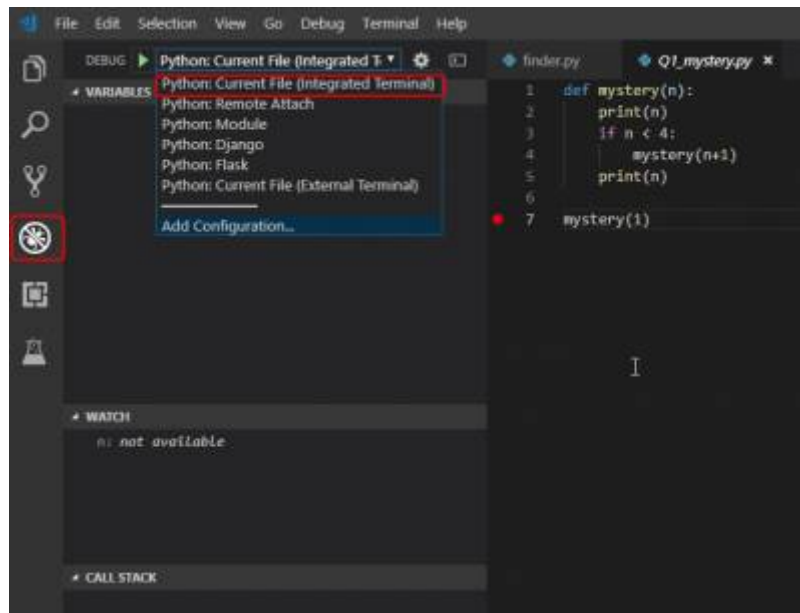 File Edit Selection View Go Debug Terminal Help
DEBUG Python: Current File (Integrated T
finder.py Q1_mystery.py
VARIABLES
Python: Current File (Integrated Terminal)
Python: Remote Attach
Python: Module
Python: Django
Python: Flask
Python: Current File (External Terminal)
Add Configuration...
1 def mystery(n):
2 print(n)
3 if n < 4:
4 mystery(n+1)
5 print(n)
6
7 mystery(1)
WATCH
n: not available
CALL STACK